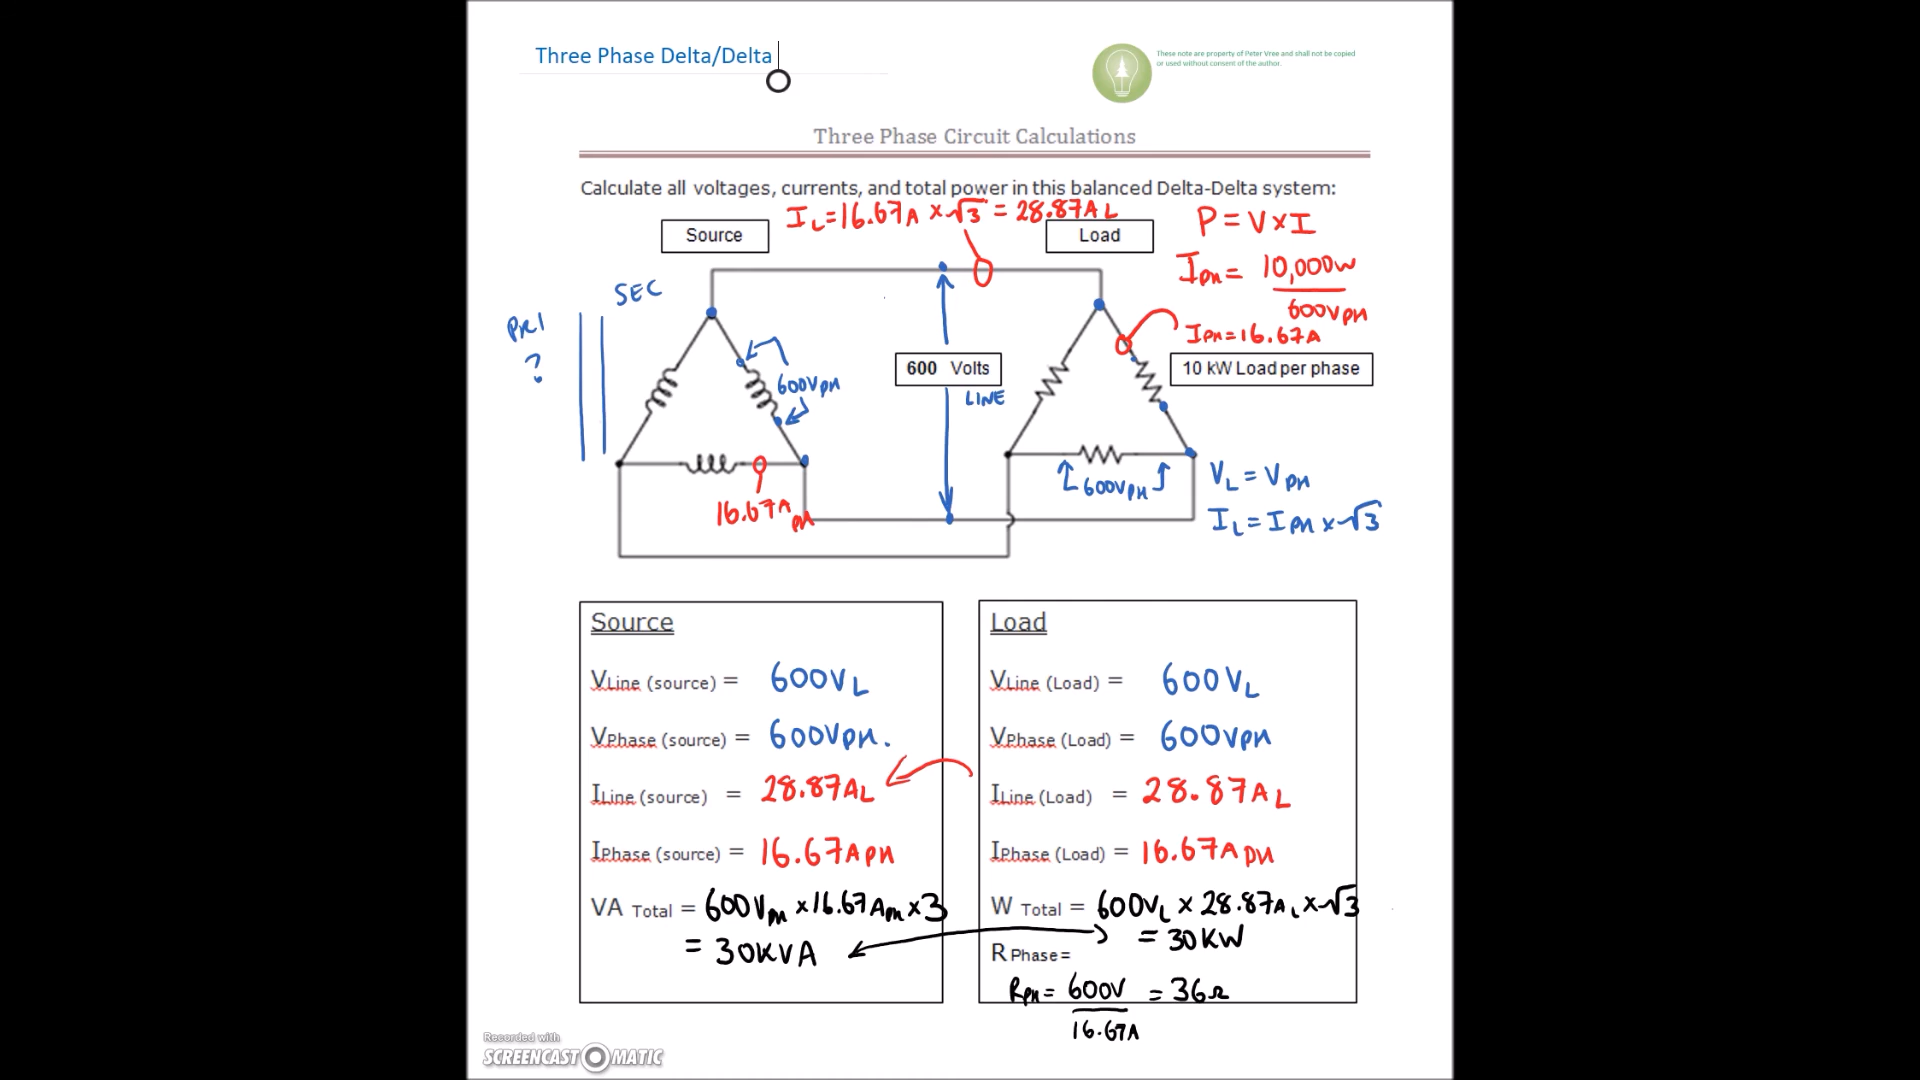 Three Phase Delta/Delta
These note are property of Peter Vree and shall not be copied
or used without consent of the author.
Three Phase Circuit Calculations
Calculate all voltages, currents, and total power in this balanced Delta-Delta system:
IL=16.67A x√3 = 28.87AL
P=VxI
Source
Load
IPH= 10,000W
600VPH
IPH=16.67A
SEC
PRI
?
600VPH
600 Volts
LINE
10 kW Load per phase
16.67A PH
600VPH
VL=VPH
IL=IPH x√3
Source
VLine (source) = 600VL
VPhase (source) = 600VPH.
ILine (source) = 28.87AL
IPhase (source) = 16.67APH
VA Total = 600VPH x16.67APH x3
= 30KVA
Load
VLine (Load) = 600VL
VPhase (Load) = 600VPH
ILine (Load) = 28.87AL
IPhase (Load) = 16.67APH
W Total = 600VL x 28.87AL x√3
= 30KW
R Phase=
RPH= 600V = 36Ω
16.67A
Recorded with
SCREENCAST MATIC